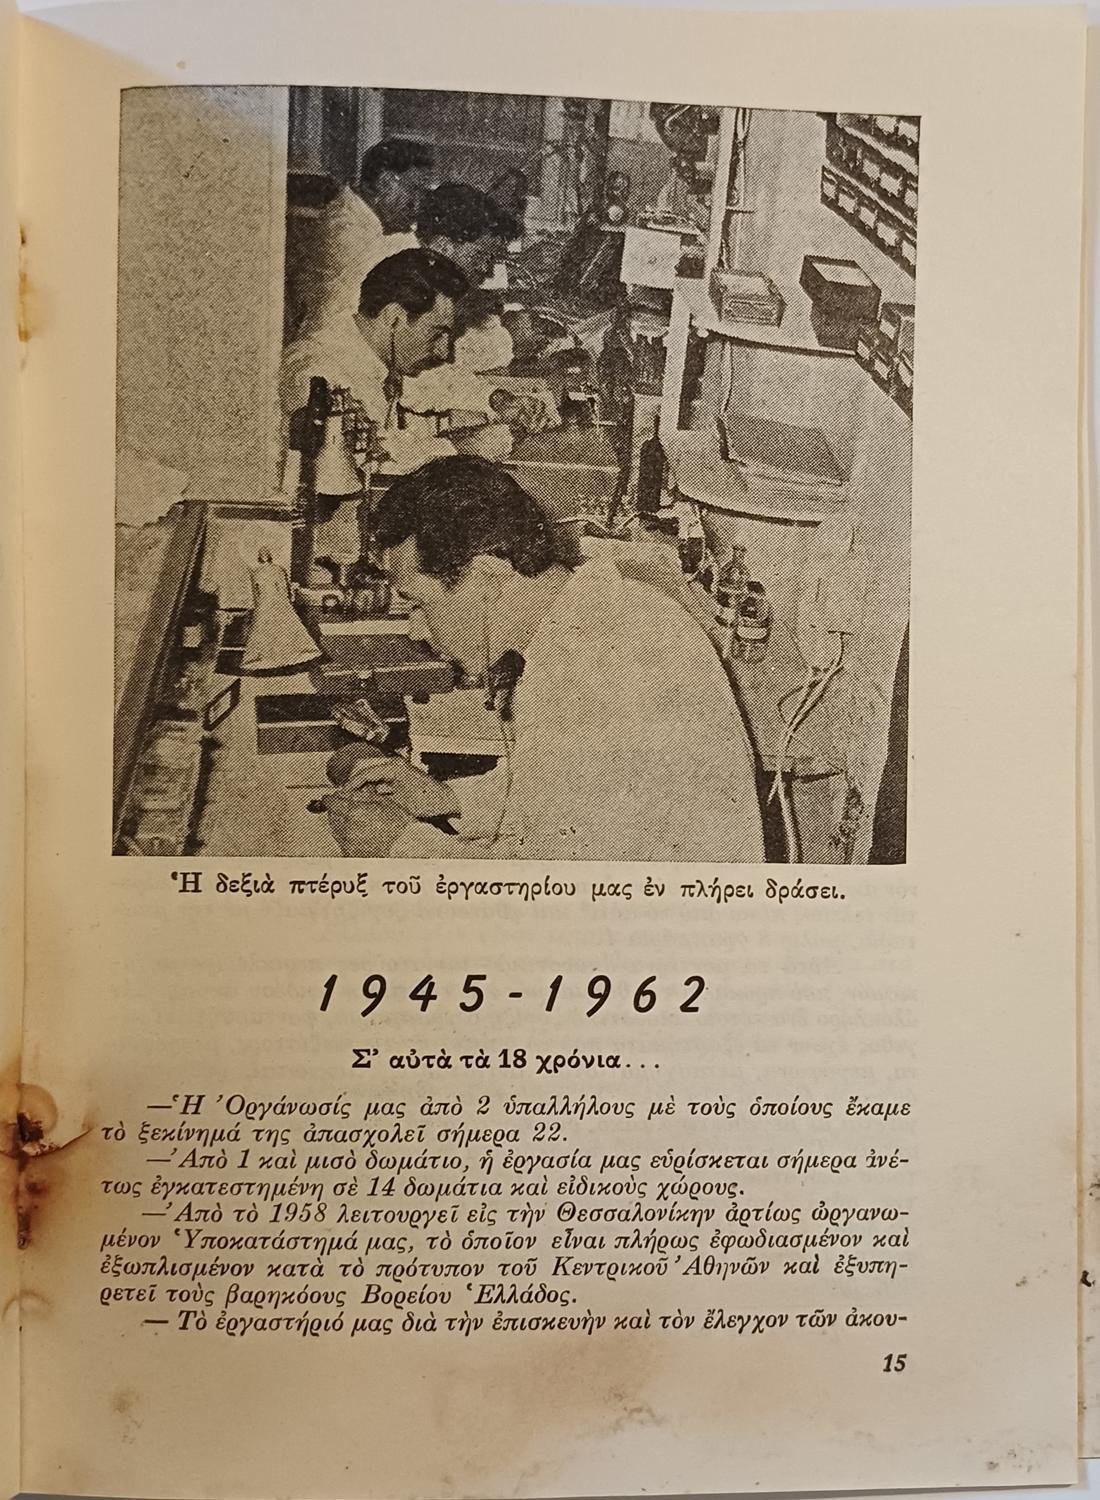 Ἡ δεξιὰ πτέρυξ τοῦ ἐργαστηρίου μας ἐν πλήρει δράσει.
1945-1962
Σ’ αὐτὰ τὰ 18 χρόνια...
—Ἡ Ὀργάνωσίς μας ἀπὸ 2 ὑπαλλήλους μὲ τοὺς ὁποίους ἔκαμε
τὸ ξεκίνημά της ἀπασχολεῖ σήμερα 22.
—Ἀπὸ 1 καὶ μισὸ δωμάτιο, ἡ ἐργασία μας εὑρίσκεται σήμερα ἀνέ-
τως ἐγκατεστημένη σὲ 14 δωμάτια καὶ εἰδικοὺς χώρους.
—Ἀπὸ τὸ 1958 λειτουργεῖ εἰς τὴν Θεσσαλονίκην ἀρτίως ὠργανω-
μένον Ὑποκατάστημά μας, τὸ ὁποῖον εἶναι πλήρως ἐφωδιασμένον καὶ
ἐξωπλισμένον κατὰ τὸ πρότυπον τοῦ Κεντρικοῦ Ἀθηνῶν καὶ ἐξυπη-
ρετεῖ τοὺς βαρηκόους Βορείου Ἑλλάδος.
— Τὸ ἐργαστήριό μας διὰ τὴν ἐπισκευὴν καὶ τὸν ἔλεγχον τῶν ἀκου-
15